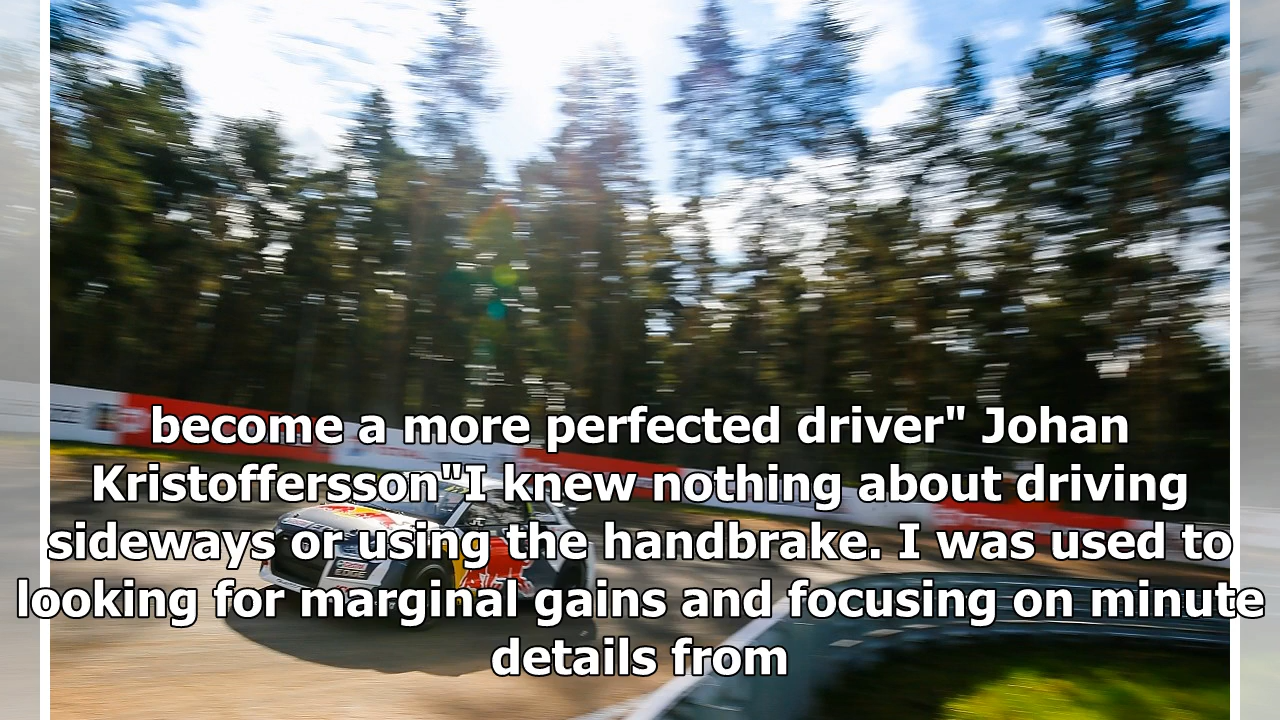 become a more perfected driver" Johan
Kristoffersson"I knew nothing about driving
sideways or using the handbrake. I was used to
looking for marginal gains and focusing on minute
details from
EDGE